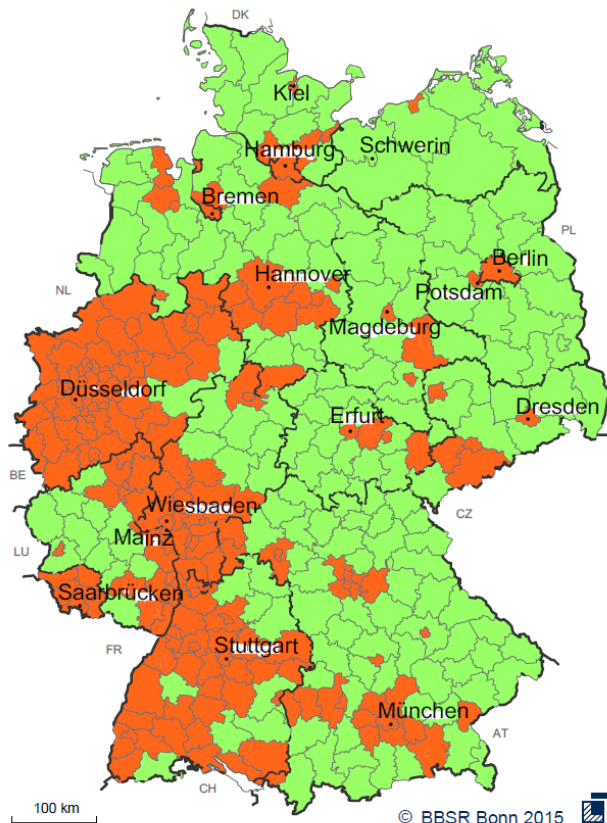 DK
Kiel
Hamburg
Schwerin
Bremen
PL
Berlin
Hannover
NL
Potsdam
Magdeburg
Düsseldorf
Erfurt
Dresden
BE
Wiesbaden
CZ
Mainz
LU
Saarbrücken
Stuttgart
FR
München
AT
CH
100 km
© BBSR Bonn 2015